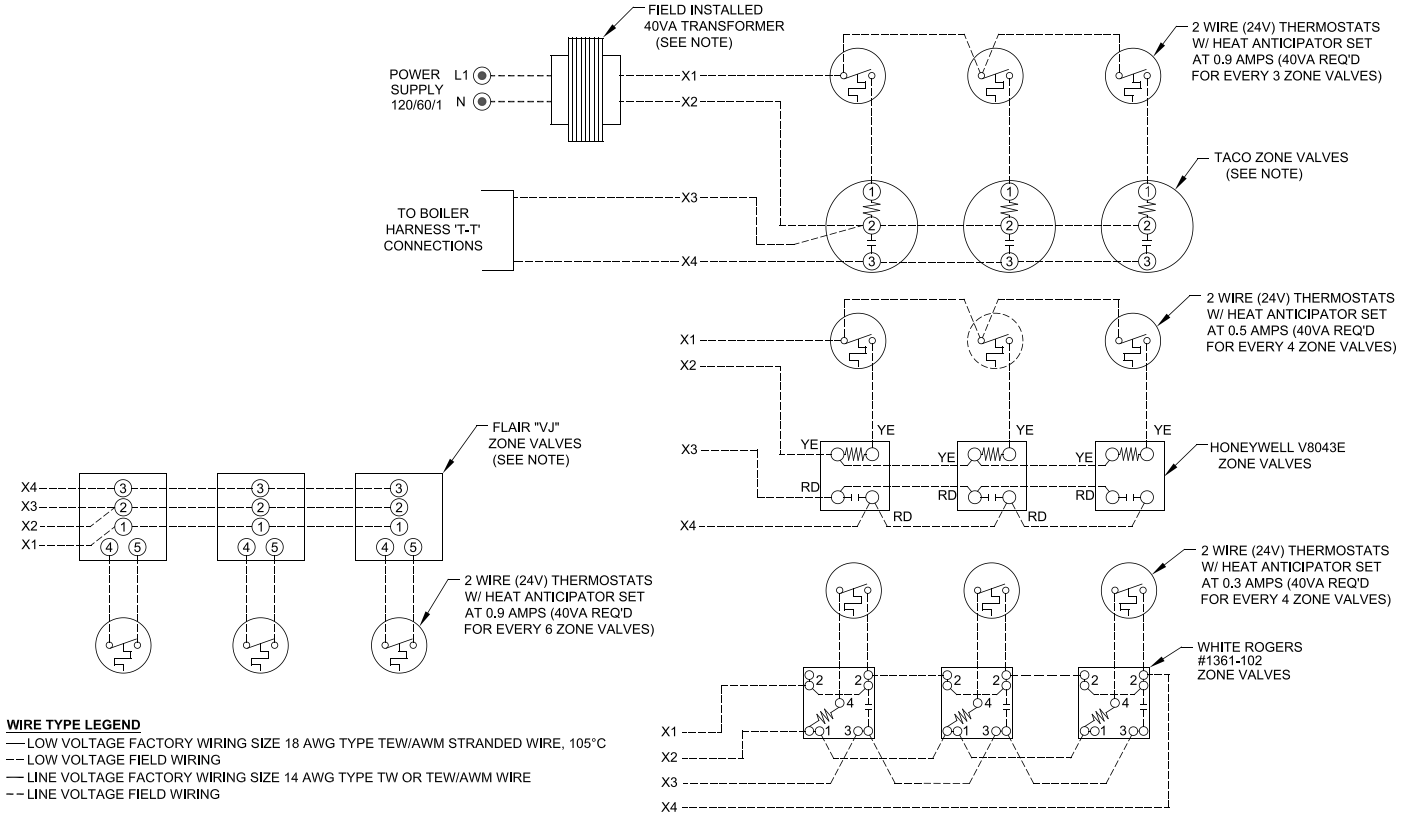 FIELD INSTALLED
40VA TRANSFORMER
(SEE NOTE)
POWER
SUPPLY
120/60/1
L1
N
X1
X2
2 WIRE (24V) THERMOSTATS
W/ HEAT ANTICIPATOR SET
AT 0.9 AMPS (40VA REQ'D
FOR EVERY 3 ZONE VALVES)
TACO ZONE VALVES
(SEE NOTE)
1 1 1
2 2 2
3 3 3
X3
X4
TO BOILER
HARNESS 'T-T'
CONNECTIONS
2 WIRE (24V) THERMOSTATS
W/ HEAT ANTICIPATOR SET
AT 0.5 AMPS (40VA REQ'D
FOR EVERY 4 ZONE VALVES)
X1
X2
X3
X4
YE YE YE
YE YE YE
RD RD RD
RD RD
HONEYWELL V8043E
ZONE VALVES
FLAIR "VJ"
ZONE VALVES
(SEE NOTE)
X4
X3
X2
X1
3 3 3
2 2 2
1 1 1
4 5 4 5 4 5
2 WIRE (24V) THERMOSTATS
W/ HEAT ANTICIPATOR SET
AT 0.9 AMPS (40VA REQ'D
FOR EVERY 6 ZONE VALVES)
2 WIRE (24V) THERMOSTATS
W/ HEAT ANTICIPATOR SET
AT 0.3 AMPS (40VA REQ'D
FOR EVERY 4 ZONE VALVES)
WHITE ROGERS
#1361-102
ZONE VALVES
2 2 2 2 2 2
4 4 4
1 3 1 3 1 3
X1
X2
X3
X4
WIRE TYPE LEGEND
LOW VOLTAGE FACTORY WIRING SIZE 18 AWG TYPE TEW/AWM STRANDED WIRE, 105°C
LOW VOLTAGE FIELD WIRING
LINE VOLTAGE FACTORY WIRING SIZE 14 AWG TYPE TW OR TEW/AWM WIRE
LINE VOLTAGE FIELD WIRING